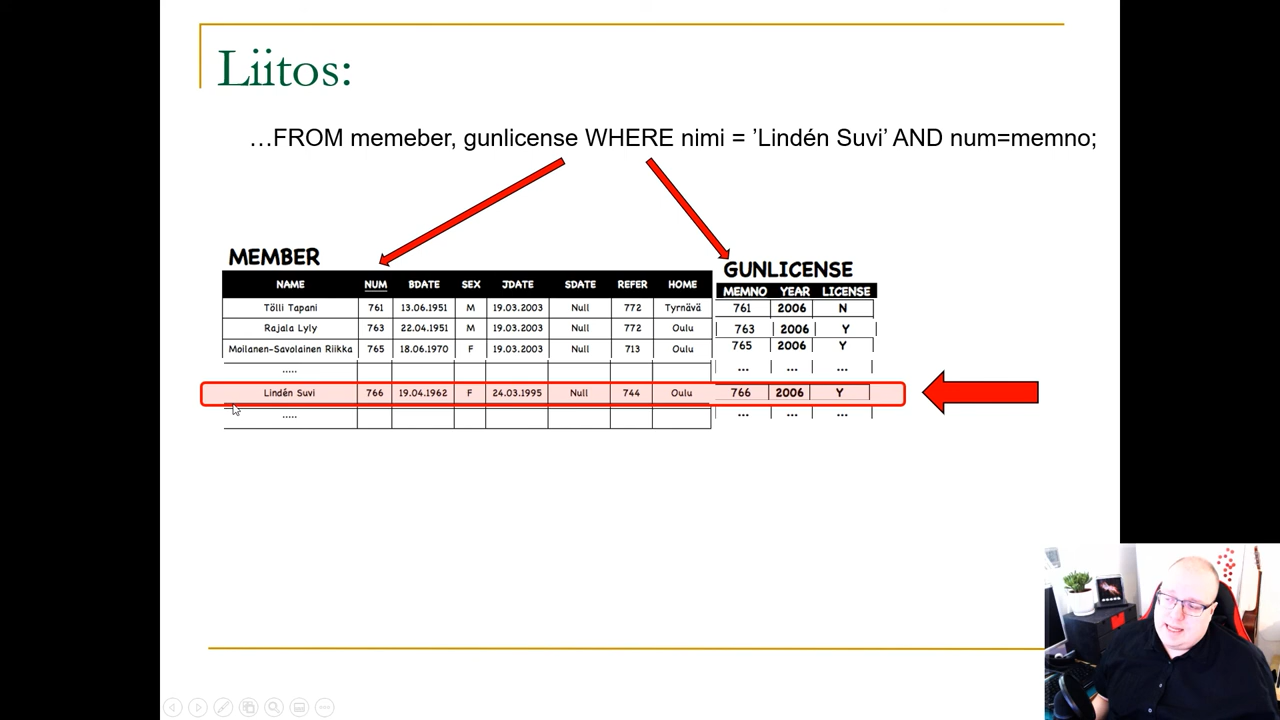 Liitos:
…FROM memeber, gunlicense WHERE nimi = ’Lindén Suvi’ AND num=memno;
MEMBER
NAME NUM BDATE SEX JDATE SDATE REFER HOME
Tölli Tapani 761 13.06.1951 M 19.03.2003 Null 772 Tyrnävä
Rajala Lyly 763 22.04.1951 M 19.03.2003 Null 772 Oulu
Moilanen-Savolainen Riikka 765 18.06.1970 F 19.03.2003 Null 713 Oulu
.....
Lindén Suvi 766 19.04.1962 F 24.03.1995 Null 744 Oulu
.....
GUNLICENSE
MEMNO YEAR LICENSE
761 2006 N
763 2006 Y
765 2006 Y
... ... ...
766 2006 Y
... ... ...